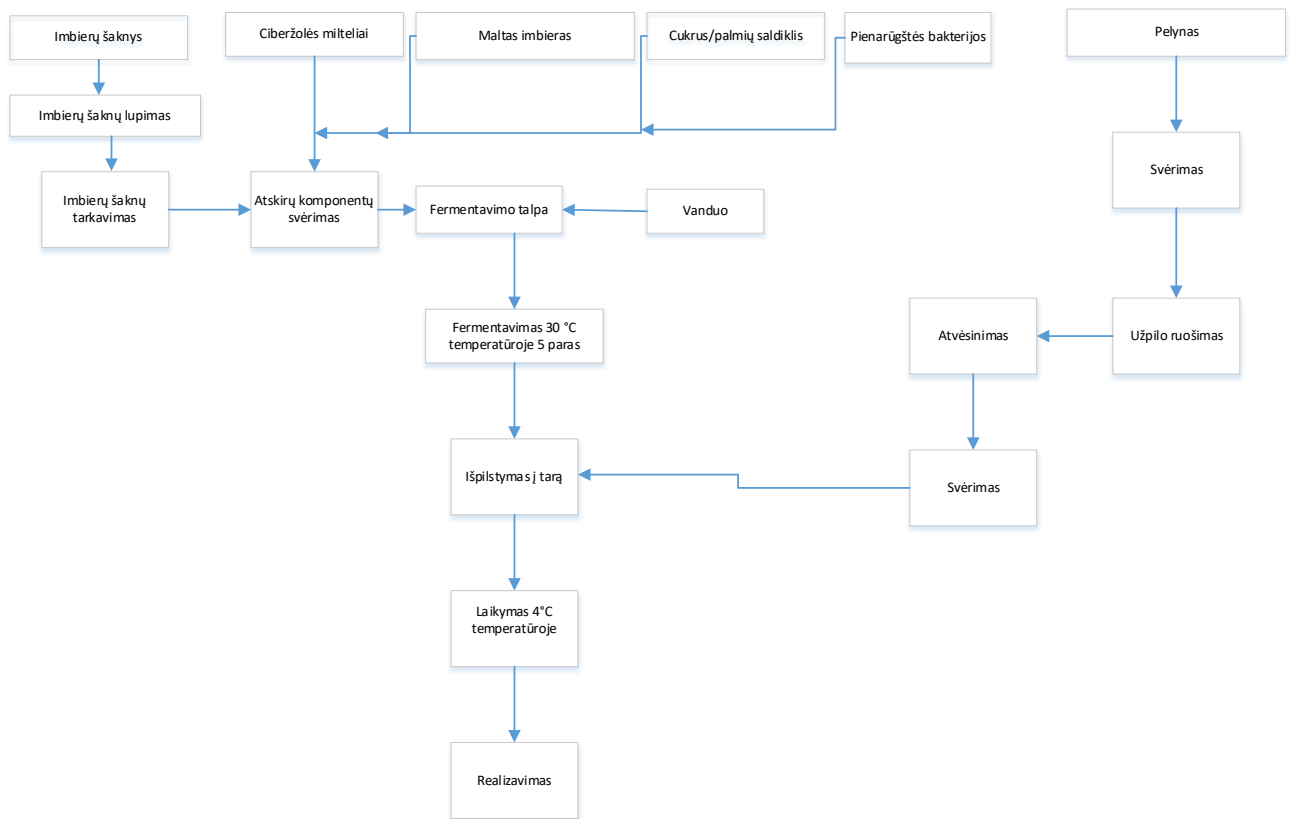 Imbierų šaknys
Ciberžolės milteliai
Maltas imbieras
Cukrus/palmių saldiklis
Pienarūgštės bakterijos
Pelynas
Imbierų šaknų lupimas
Svėrimas
Imbierų šaknų
tarkavimas
Atskirų komponentų
svėrimas
Fermentavimo talpa
Vanduo
Fermentavimas 30 °C
temperatūroje 5 paras
Atvėsinimas
Užpilo ruošimas
Išpilstymas į tarą
Svėrimas
Laikymas 4°C
temperatūroje
Realizavimas